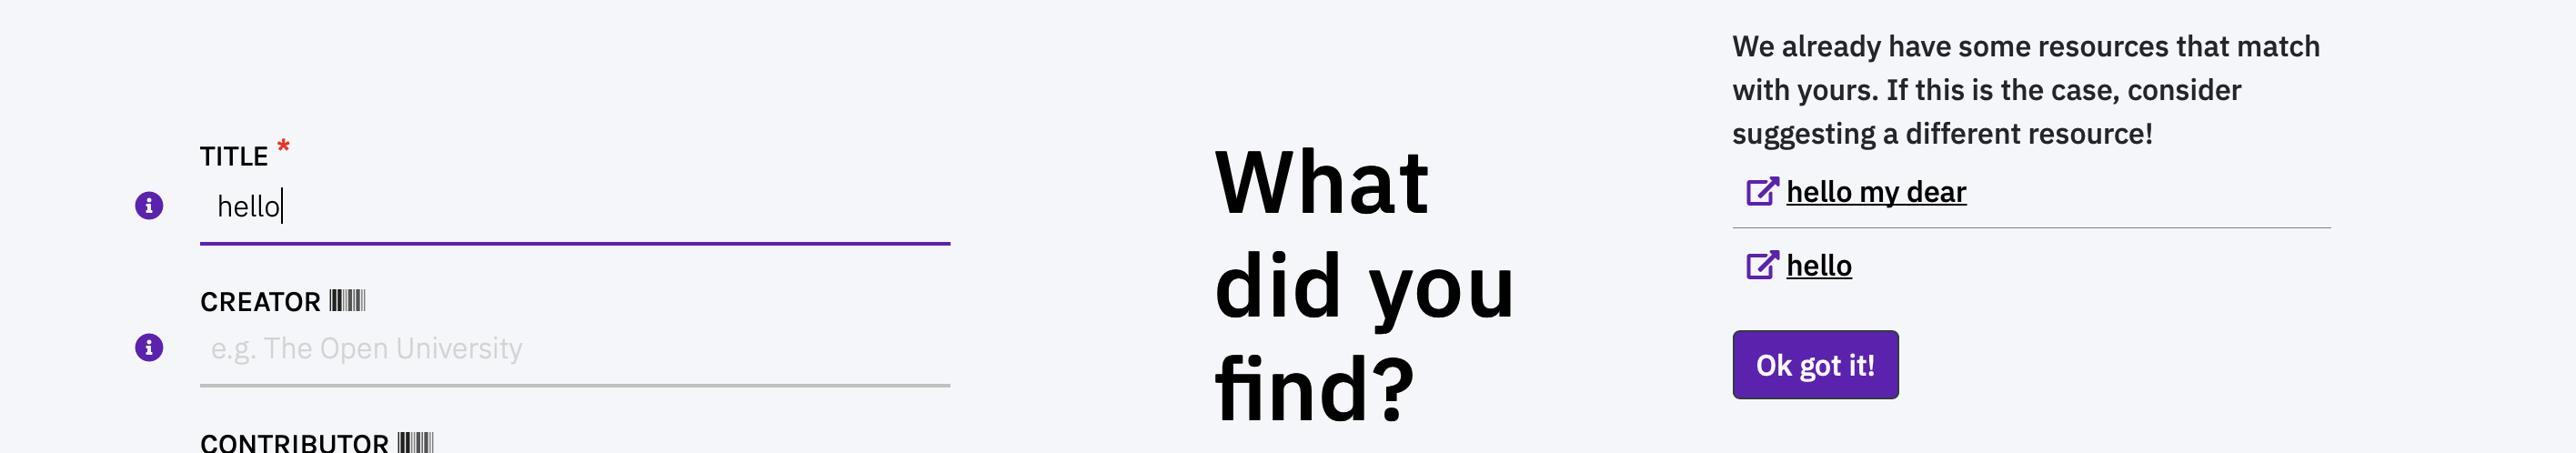 TITLE *
hello
CREATOR
e.g. The Open University
CONTRIBUTOR
What
did you
find?
We already have some resources that match
with yours. If this is the case, consider
suggesting a different resource!
hello my dear
hello
Ok got it!